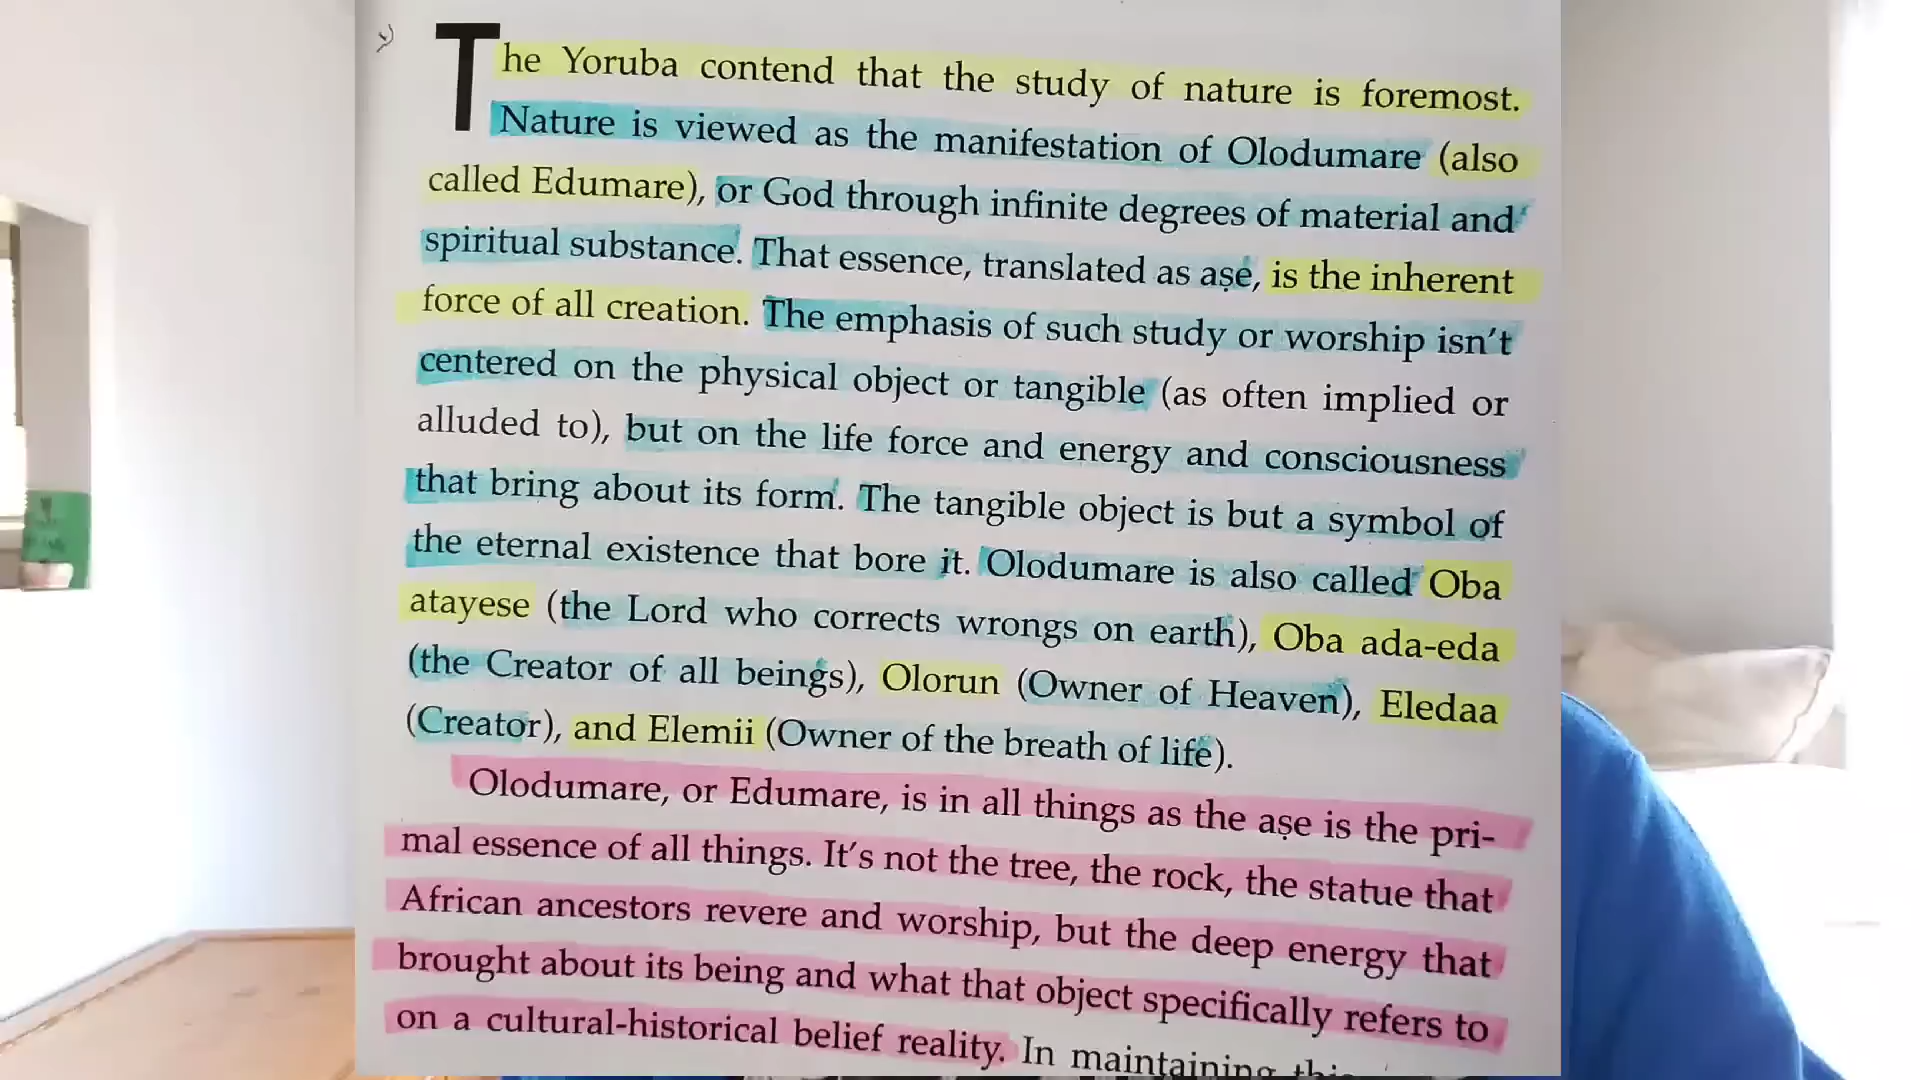 The Yoruba contend that the study of nature is foremost.
Nature is viewed as the manifestation of Olodumare (also
called Edumare), or God through infinite degrees of material and
spiritual substance. That essence, translated as aṣẹ, is the inherent
force of all creation. The emphasis of such study or worship isn't
centered on the physical object or tangible (as often implied or
alluded to), but on the life force and energy and consciousness
that bring about its form. The tangible object is but a symbol of
the eternal existence that bore it. Olodumare is also called Oba
atayese (the Lord who corrects wrongs on earth), Oba ada-eda
(the Creator of all beings), Olorun (Owner of Heaven), Eledaa
(Creator), and Elemii (Owner of the breath of life).
Olodumare, or Edumare, is in all things as the aṣe is the pri-
mal essence of all things. It's not the tree, the rock, the statue that
African ancestors revere and worship, but the deep energy that
brought about its being and what that object specifically refers to
on a cultural-historical belief reality. In maintaining